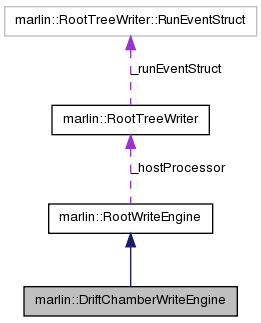 marlin::RootTreeWriter::RunEventStruct
_runEventStruct
marlin::RootTreeWriter
_hostProcessor
marlin::RootWriteEngine
marlin::DriftChamberWriteEngine